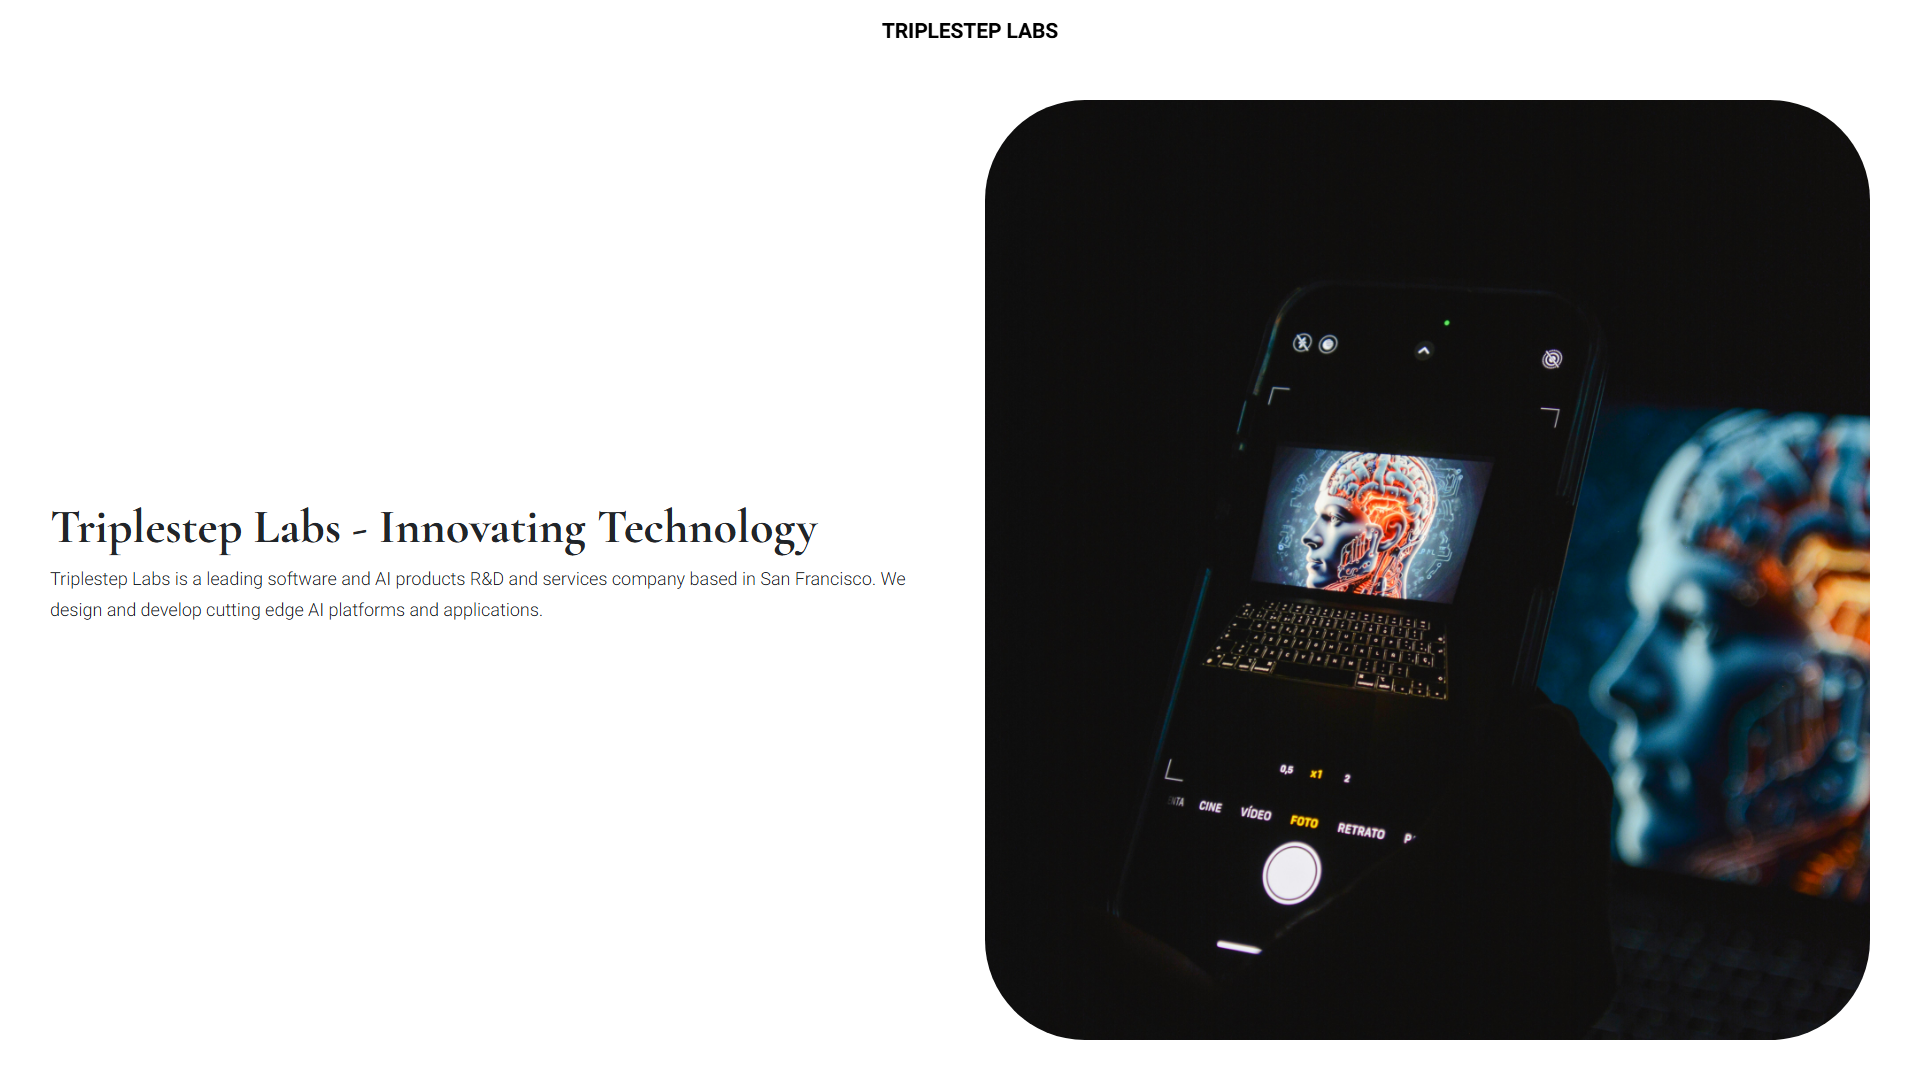 TRIPLESTEP LABS
Triplestep Labs - Innovating Technology
Triplestep Labs is a leading software and AI products R&D and services company based in San Francisco. We
design and develop cutting edge AI platforms and applications.
0,5 x1 2
CINE VÍDEO FOTO RETRATO